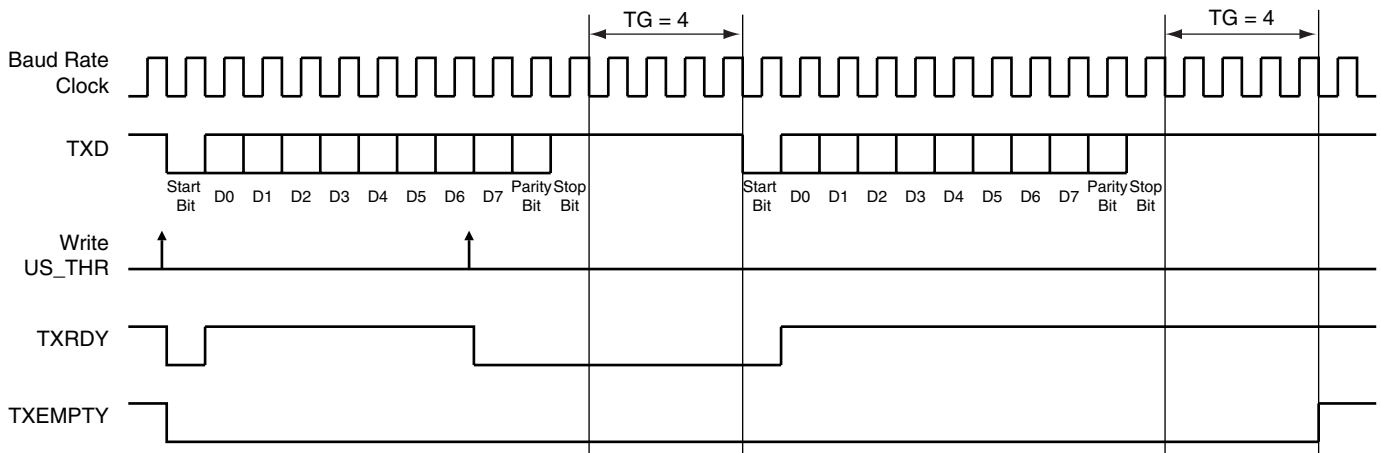 TG = 4
TG = 4
Baud Rate
Clock
TXD
Start
Bit
D0 D1 D2 D3 D4 D5 D6 D7
Parity
Bit
Stop
Bit
Start
Bit
D0 D1 D2 D3 D4 D5 D6 D7
Parity
Bit
Stop
Bit
Write
US_THR
TXRDY
TXEMPTY